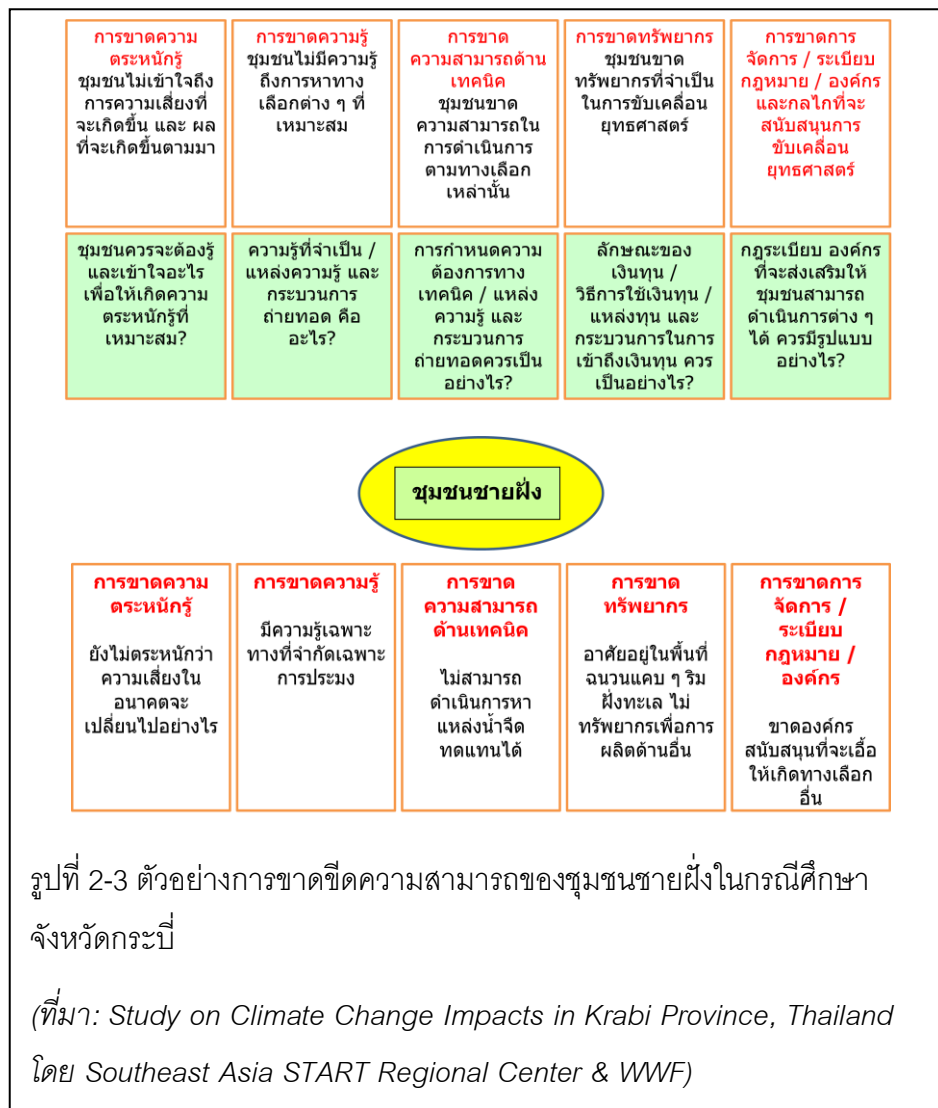 การขาดความ
ตระหนักรู้
ชุมชนไม่เข้าใจถึง
การความเสี่ยงที่
จะเกิดขึ้น และ ผล
ที่จะเกิดขึ้นตามมา
การขาดความรู้
ชุมชนไม่มีความรู้
ถึงการหาทาง
เลือกต่าง ๆ ที่
เหมาะสม
การขาด
ความสามารถด้าน
เทคนิค
ชุมชนขาด
ความสามารถใน
การดำเนินการ
ตามทางเลือก
เหล่านั้น
การขาดทรัพยากร
ชุมชนขาด
ทรัพยากรที่จำเป็น
ในการขับเคลื่อน
ยุทธศาสตร์
การขาดการ
จัดการ / ระเบียบ
กฎหมาย / องค์กร
และกลไกที่จะ
สนับสนุนการ
ขับเคลื่อน
ยุทธศาสตร์
ชุมชนควรจะต้องรู้
และเข้าใจอะไร
เพื่อให้เกิดความ
ตระหนักรู้ที่
เหมาะสม?
ความรู้ที่จำเป็น /
แหล่งความรู้ และ
กระบวนการ
ถ่ายทอด คือ
อะไร?
การกำหนดความ
ต้องการทาง
เทคนิค / แหล่ง
ความรู้ และ
กระบวนการ
ถ่ายทอดควรเป็น
อย่างไร?
ลักษณะของ
เงินทุน /
วิธีการใช้เงินทุน /
แหล่งทุน และ
กระบวนการในการ
เข้าถึงเงินทุน ควร
เป็นอย่างไร?
กฎระเบียบ องค์กร
ที่จะส่งเสริมให้
ชุมชนสามารถ
ดำเนินการต่าง ๆ
ได้ ควรมีรูปแบบ
อย่างไร?
ชุมชนชายฝั่ง
การขาดความ
ตระหนักรู้
ยังไม่ตระหนักว่า
ความเสี่ยงใน
อนาคตจะ
เปลี่ยนไปอย่างไร
การขาดความรู้
มีความรู้เฉพาะ
ทางที่จำกัดเฉพาะ
การประมง
การขาด
ความสามารถ
ด้านเทคนิค
ไม่สามารถ
ดำเนินการหา
แหล่งน้ำจืด
ทดแทนได้
การขาด
ทรัพยากร
อาศัยอยู่ในพื้นที่
ฉนวนแคบ ๆ ริม
ฝั่งทะเล ไม่
ทรัพยากรเพื่อการ
ผลิตด้านอื่น
การขาดการ
จัดการ /
ระเบียบ
กฎหมาย /
องค์กร
ขาดองค์กร
สนับสนุนที่จะเอื้อ
ให้เกิดทางเลือก
อื่น
รูปที่ 2-3 ตัวอย่างการขาดขีดความสามารถของชุมชนชายฝั่งในกรณีศึกษา
จังหวัดกระบี่
(ที่มา: Study on Climate Change Impacts in Krabi Province, Thailand
โดย Southeast Asia START Regional Center & WWF)